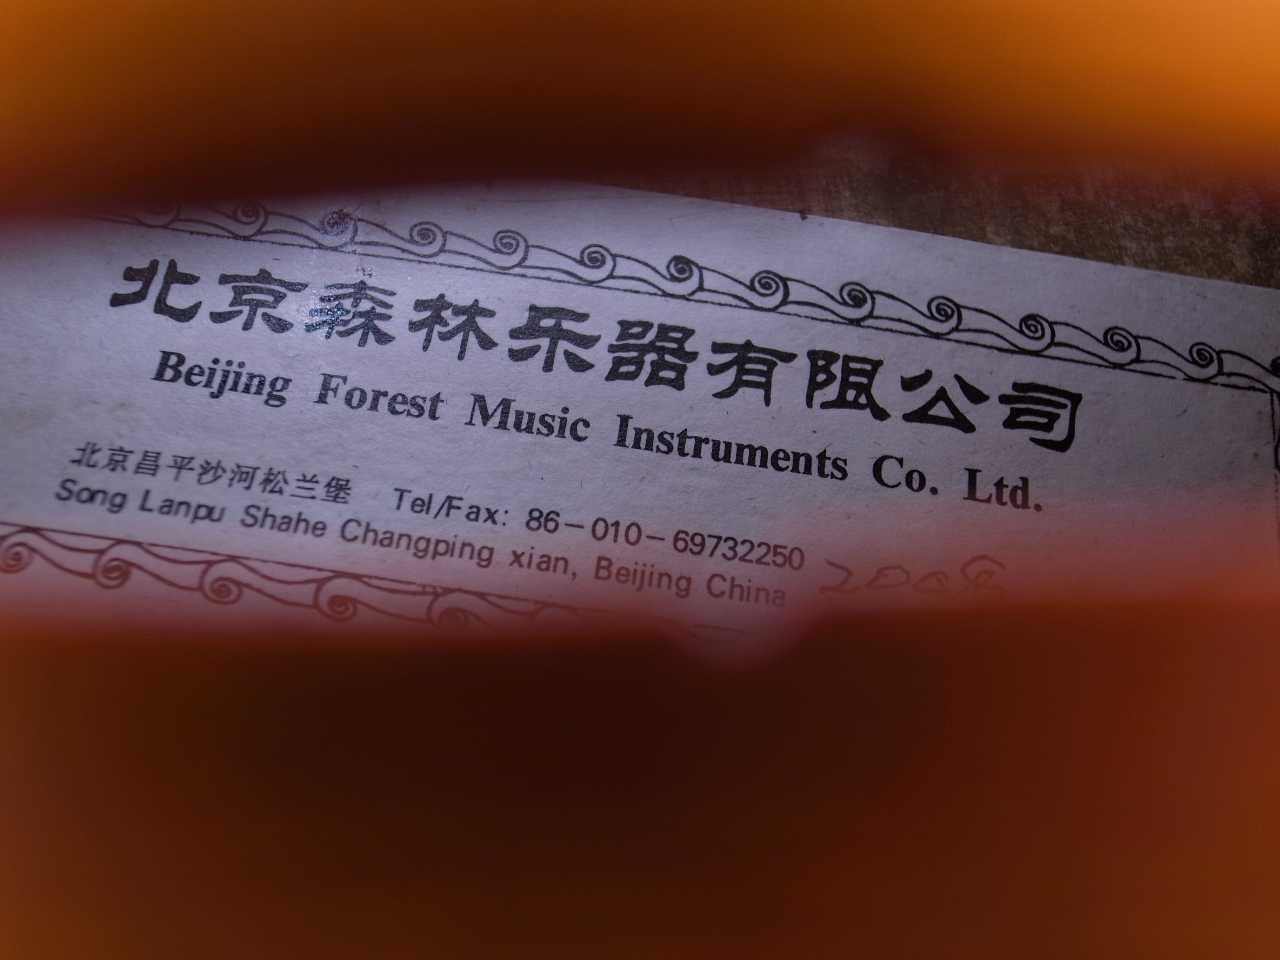 北京森林乐器有限公司
Beijing Forest Music Instruments Co. Ltd.
北京昌平沙河松兰堡 Tel/Fax: 86-010-69732250
Song Lanpu Shahe Changping xian, Beijing China
2008